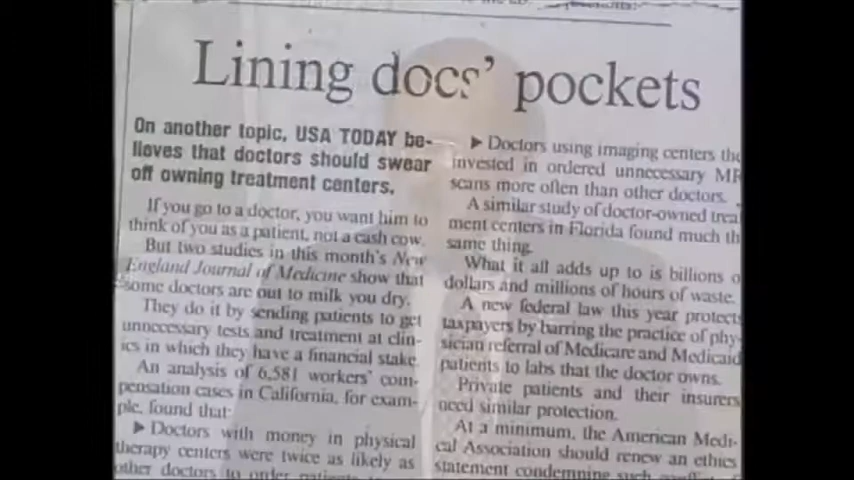 Lining docs' pockets
On another topic, USA TODAY be-
lieves that doctors should swear
off owning treatment centers.
If you go to a doctor, you want him to
think of you as a patient, not a cash cow.
But two studies in this month's New
England Journal of Medicine show that
some doctors are out to milk you dry.
They do it by sending patients to get
unnecessary tests and treatment at clin-
ics in which they have a financial stake.
An analysis of 6,581 workers' com-
pensation cases in California, for exam-
ple, found that:
▶ Doctors with money in physical
therapy centers were twice as likely as
other doctors to order patients
▶ Doctors using imaging centers the
invested in ordered unnecessary MR
scans more often than other doctors.
A similar study of doctor-owned treat
ment centers in Florida found much th
same thing.
What it all adds up to is billions o
dollars and millions of hours of waste.
A new federal law this year protects
taxpayers by barring the practice of phy-
sician referral of Medicare and Medicaid
patients to labs that the doctor owns.
Private patients and their insurers
need similar protection.
At a minimum, the American Medi-
cal Association should renew an ethics
statement condemning such